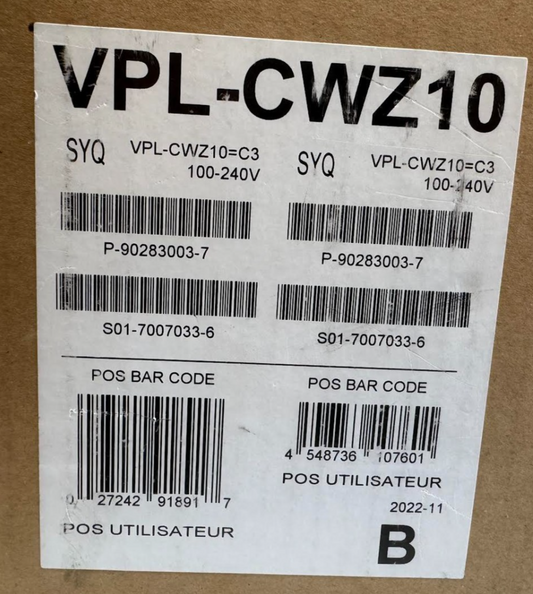 VPL-CWZ10
SYQ VPL-CWZ10=C3
100-240V
SYQ VPL-CWZ10=C3
100-240V
P-90283003-7
P-90283003-7
S01-7007033-6
S01-7007033-6
POS BAR CODE
0 27242 91891 7
POS UTILISATEUR
POS BAR CODE
4 548736 107601
POS UTILISATEUR
2022-11
B